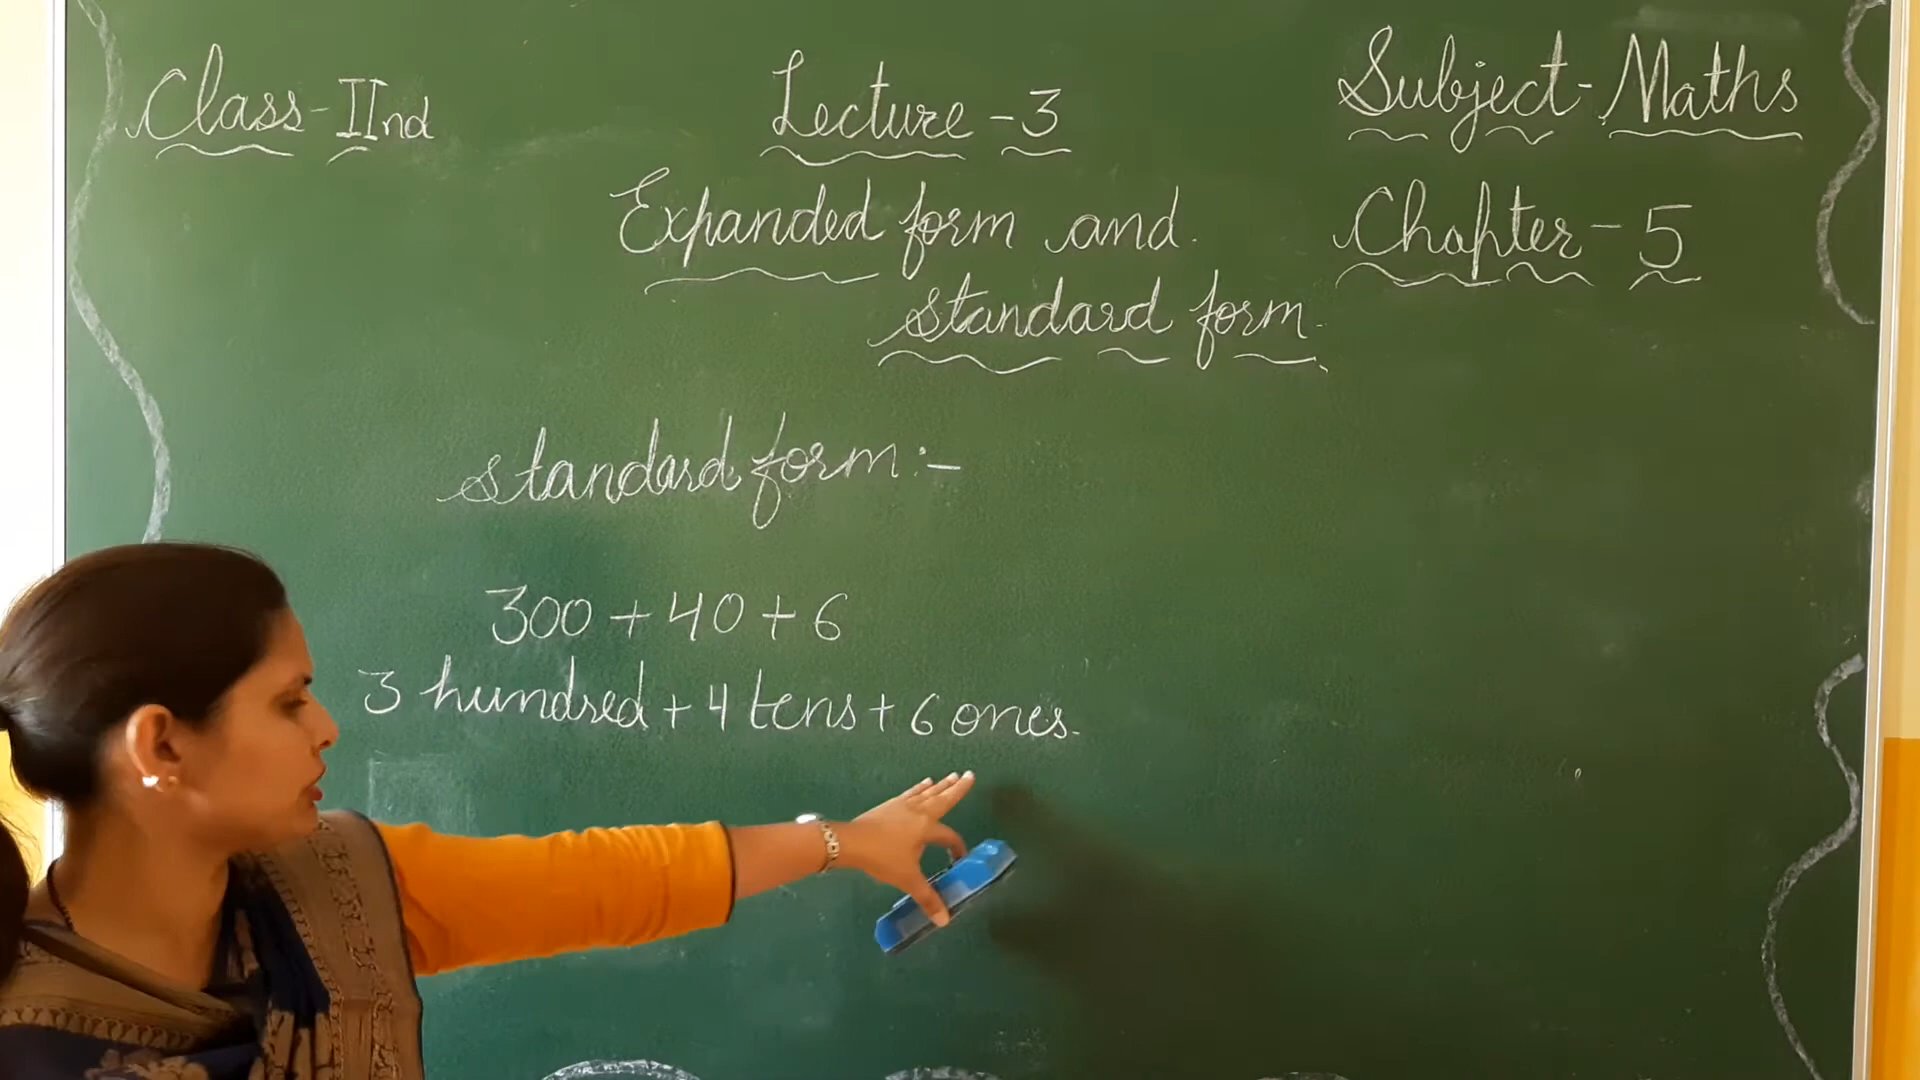 Class-IInd
Lecture-3
Subject-Maths
Expanded form and
standard form.
Chapter-5
standard form:-
300+40+6
3 hundred+4 tens+6 ones.